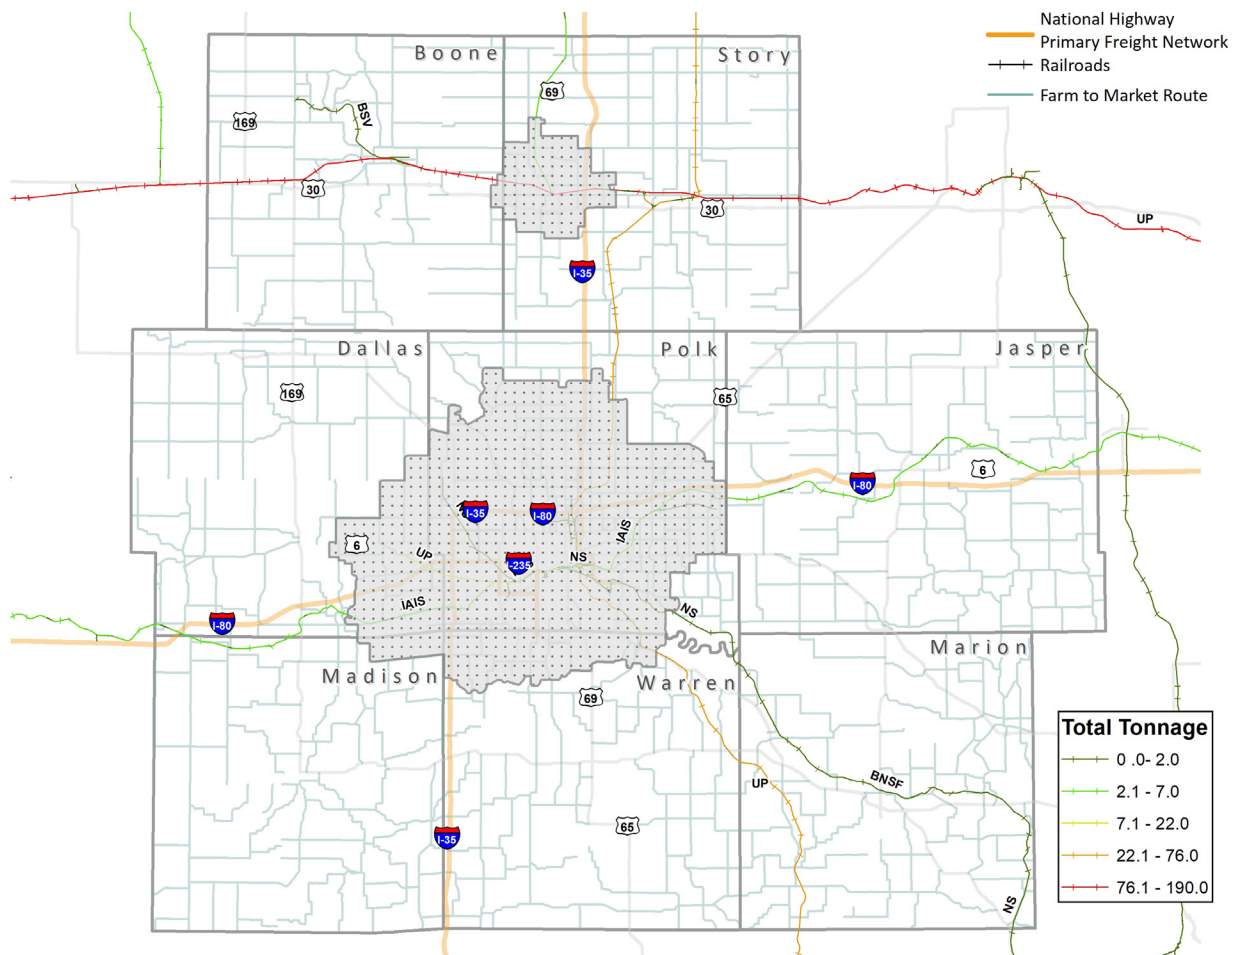 National Highway
Primary Freight Network
Railroads
Farm to Market Route
Boone
Story
69
169
BSV
30
30
UP
I-35
Dallas
Polk
Jasper
169
65
6
I-80
I-35
I-80
IAIS
6
UP
NS
I-235
IAIS
NS
I-80
Marion
Madison
Warren
69
Total Tonnage
0 .0- 2.0
2.1 - 7.0
7.1 - 22.0
22.1 - 76.0
76.1 - 190.0
BNSF
UP
65
I-35
NS